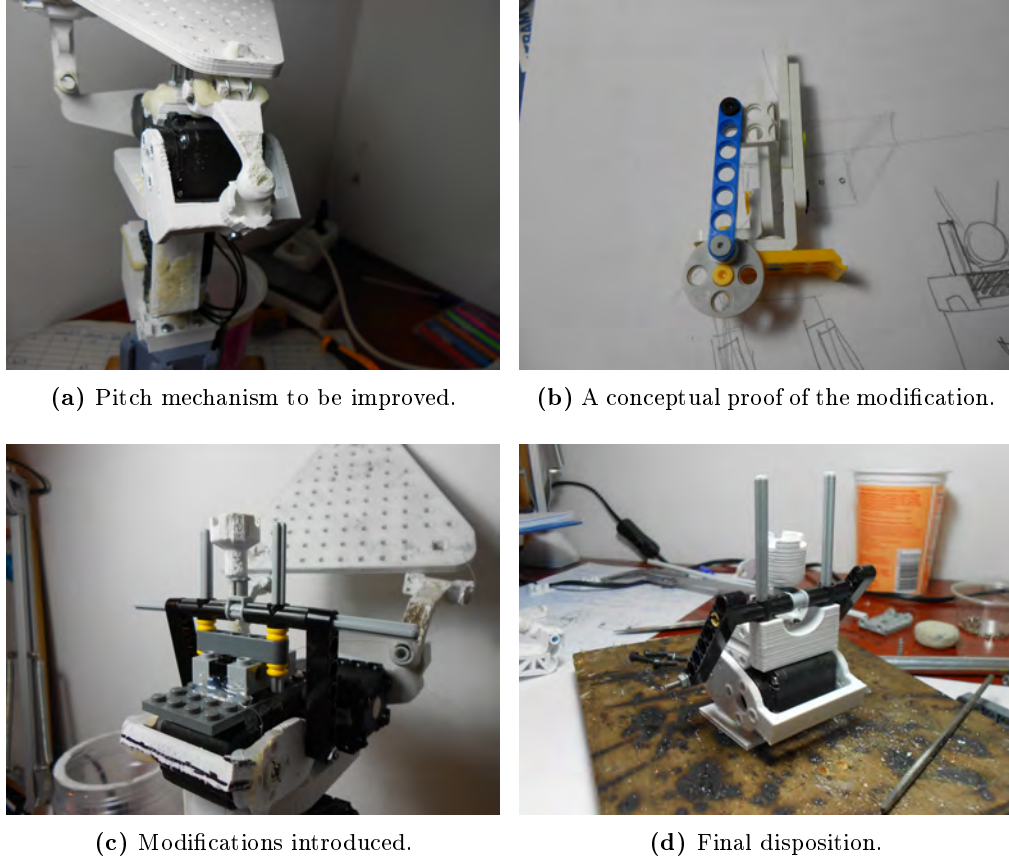 (a) Pitch mechanism to be improved.
(b) A conceptual proof of the modification.
(c) Modifications introduced.
(d) Final disposition.